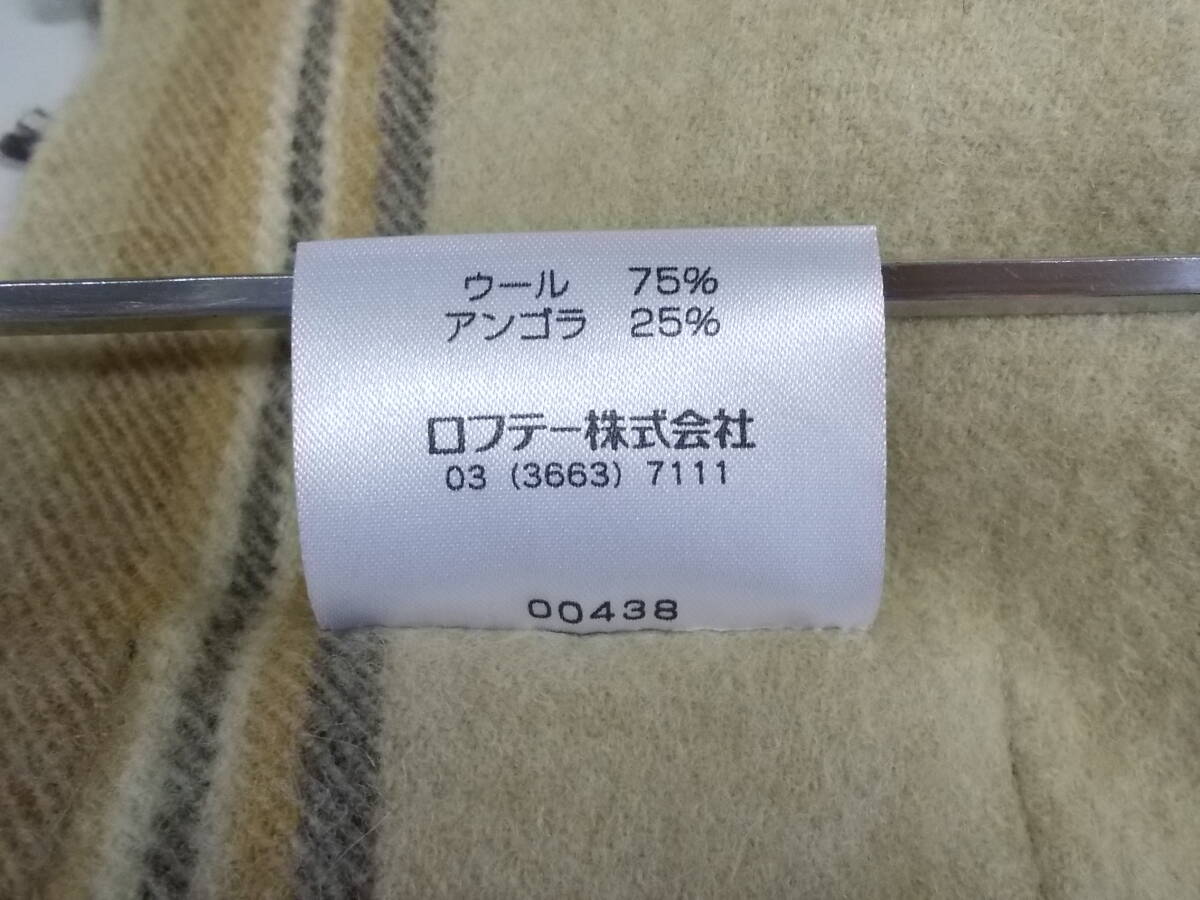 ウール 75%
アンゴラ 25%
ロフテー株式会社
03 (3663) 7111
00438